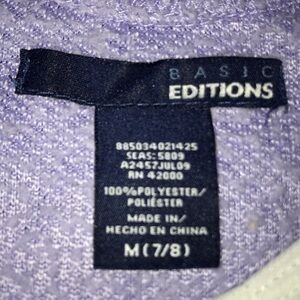 BASIC
EDITIONS
885034021425
SEAS: 5809
A2457JUL09
RN 42000
100%POLYESTER/
POLIÉSTER
MADE IN/
HECHO EN CHINA
M(7/8)